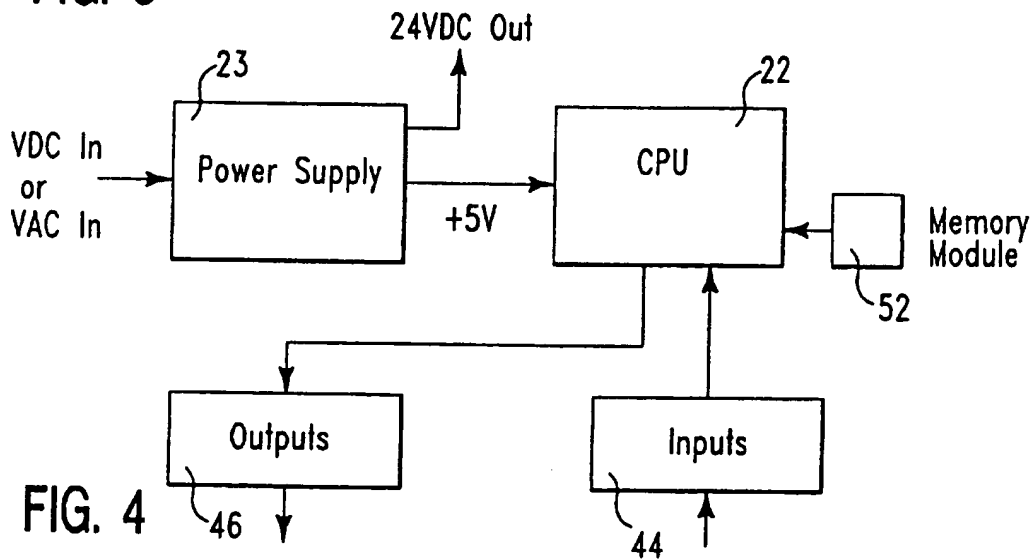 24VDC Out
23
22
VDC In
or
VAC In
Power Supply
CPU
+5V
Memory
Module
52
Outputs
Inputs
FIG. 4
46
44